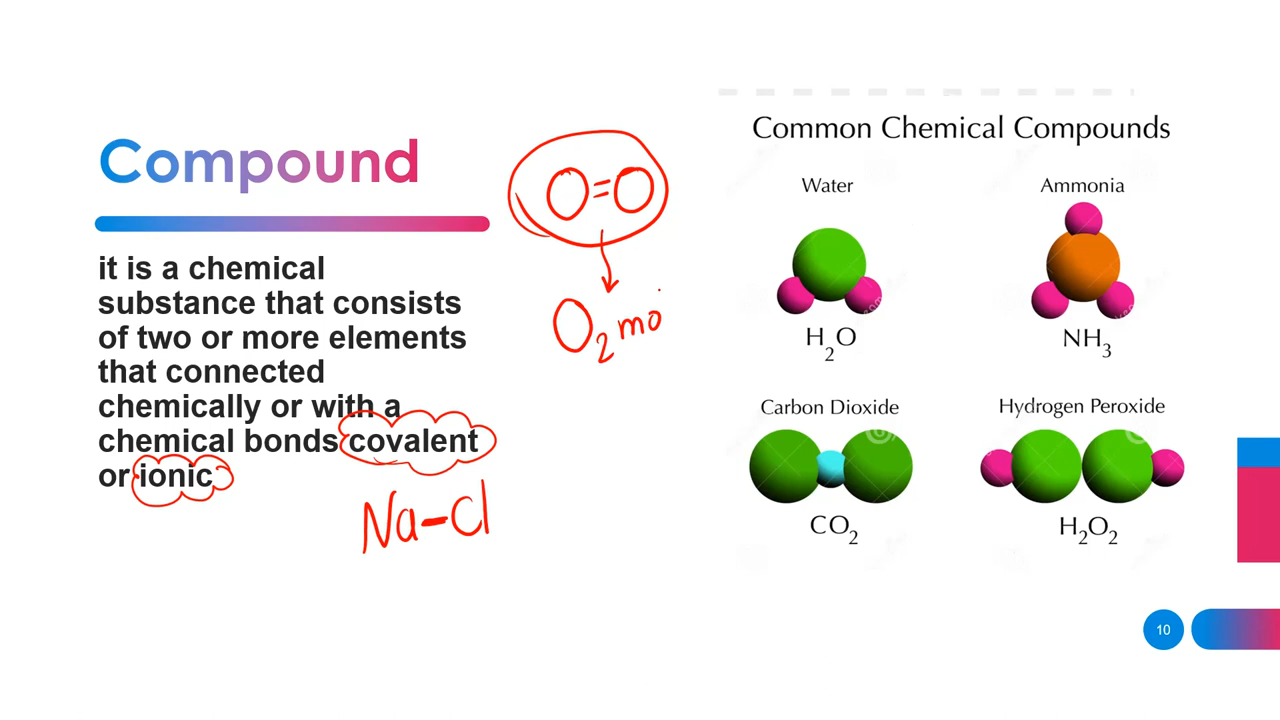 Compound
it is a chemical
substance that consists
of two or more elements
that connected
chemically or with a
chemical bonds covalent
or ionic
O=O
O2 mo
Na-Cl
Common Chemical Compounds
Water
H2O
Ammonia
NH3
Carbon Dioxide
CO2
Hydrogen Peroxide
H2O2
10